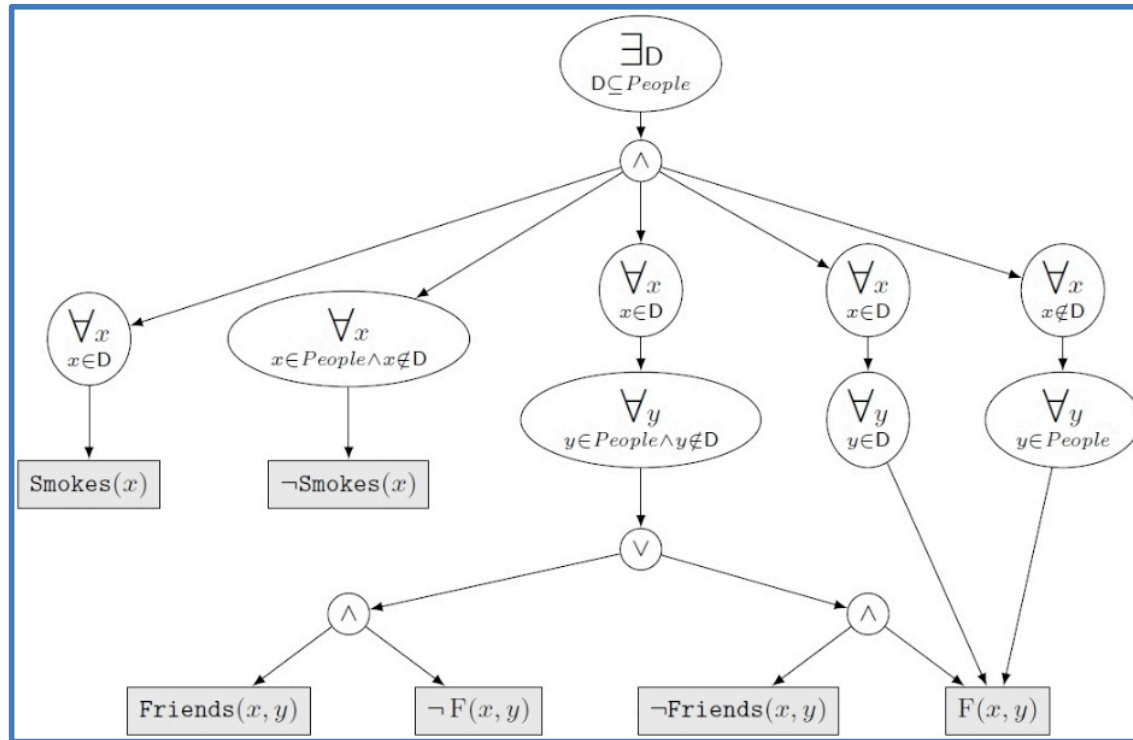 ∃D
D⊆People
∧
∀x
x∈D
∀x
x∈People∧x∉D
∀x
x∈D
∀x
x∈D
∀x
x∉D
∀y
y∈People∧y∉D
∀y
y∈D
∀y
y∈People
Smokes(x)
¬Smokes(x)
∨
∧
∧
Friends(x, y)
¬ F(x, y)
¬Friends(x, y)
F(x, y)